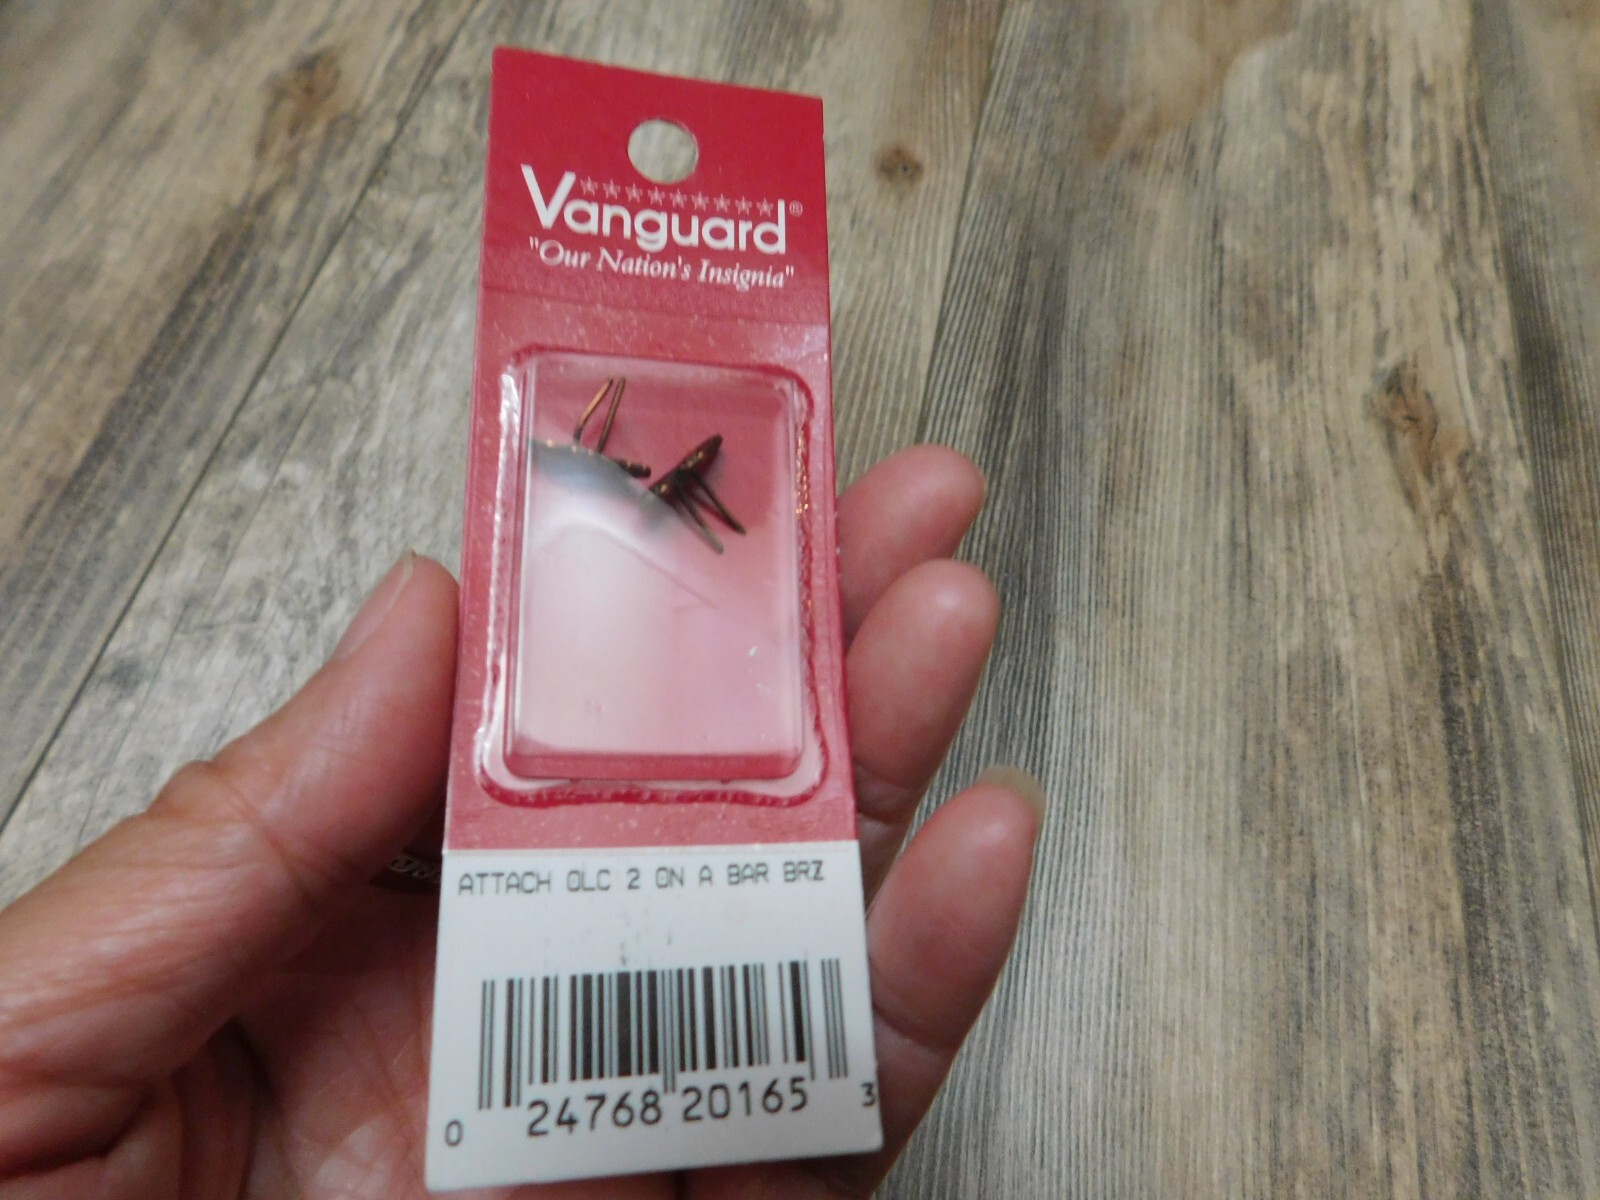 Vanguard®
"Our Nation's Insignia"
ATTACH OLC 2 ON A BAR BRZ
0 24768 20165 3